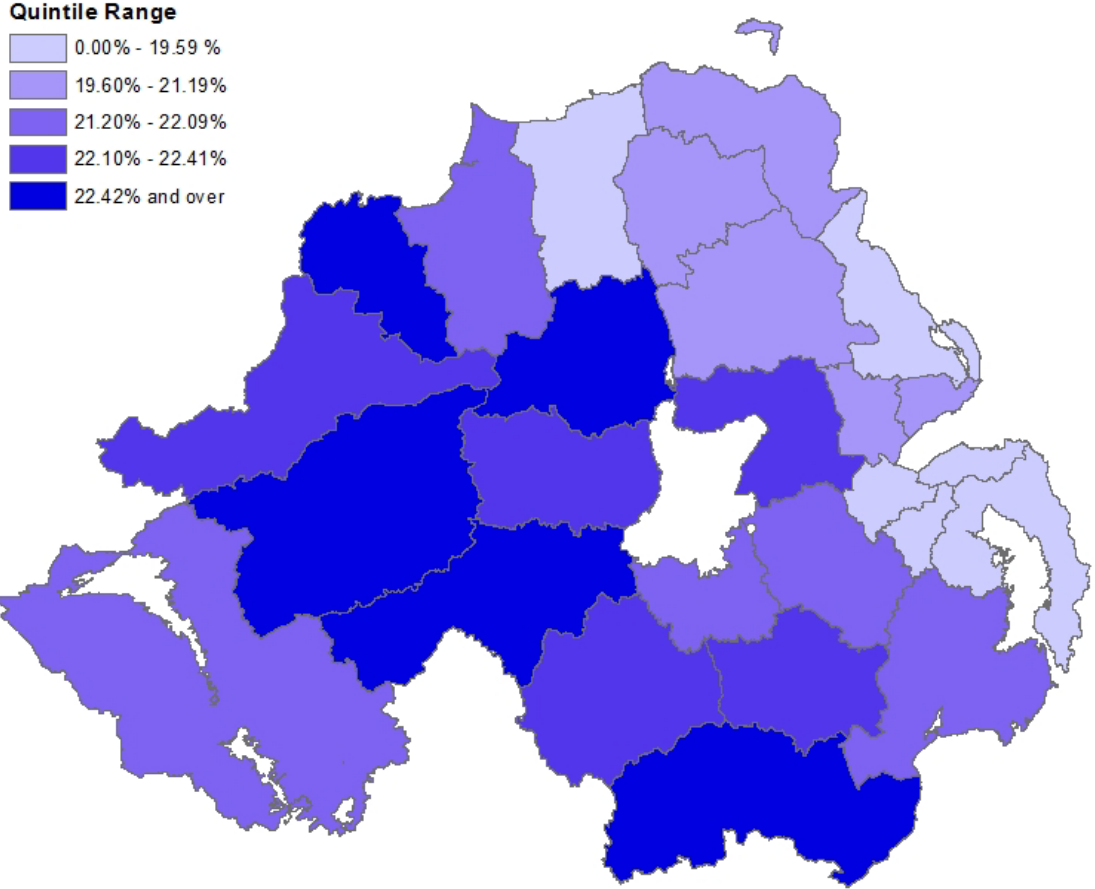 Quintile Range
0.00% - 19.59 %
19.60% - 21.19%
21.20% - 22.09%
22.10% - 22.41%
22.42% and over